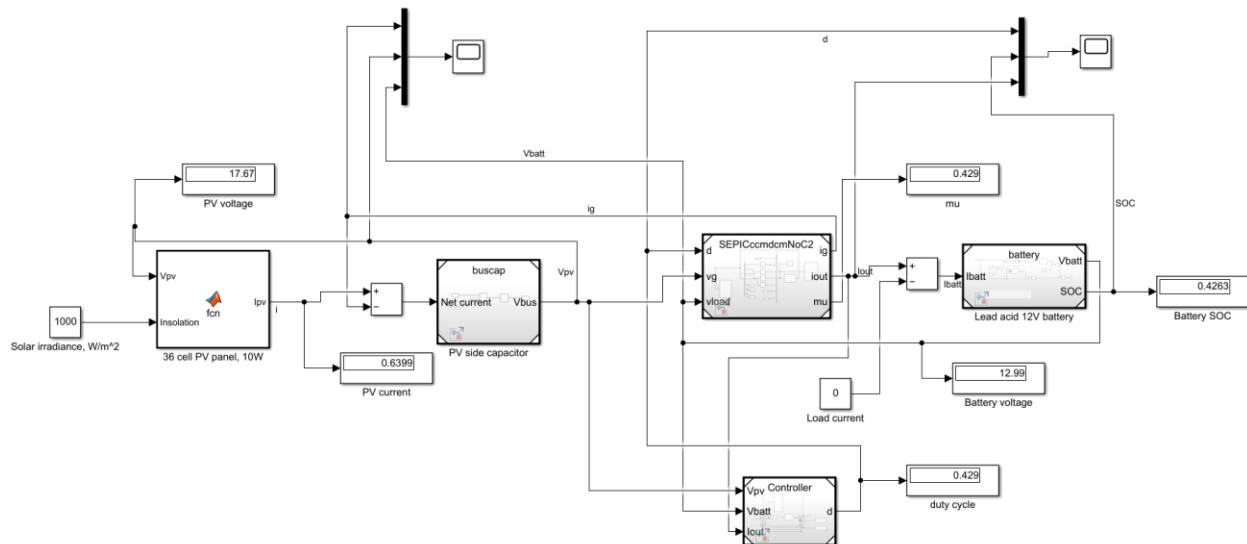 d
Vbatt
17.67
PV voltage
0.429
mu
ig
SOC
SEPICccmdcmNoC2
d
vg
vload
ig
iout
mu
Iout
+
−
Ibatt
battery
Ibatt
Vbatt
SOC
Lead acid 12V battery
0.4263
Battery SOC
Vpv
Insolation
fcn
Ipv
i
36 cell PV panel, 10W
1000
Solar irradiance, W/m^2
+
−
buscap
Net current
Vbus
PV side capacitor
Vpv
0.6399
PV current
12.99
Battery voltage
0
Load current
Controller
Vpv
Vbatt
Iout
d
0.429
duty cycle